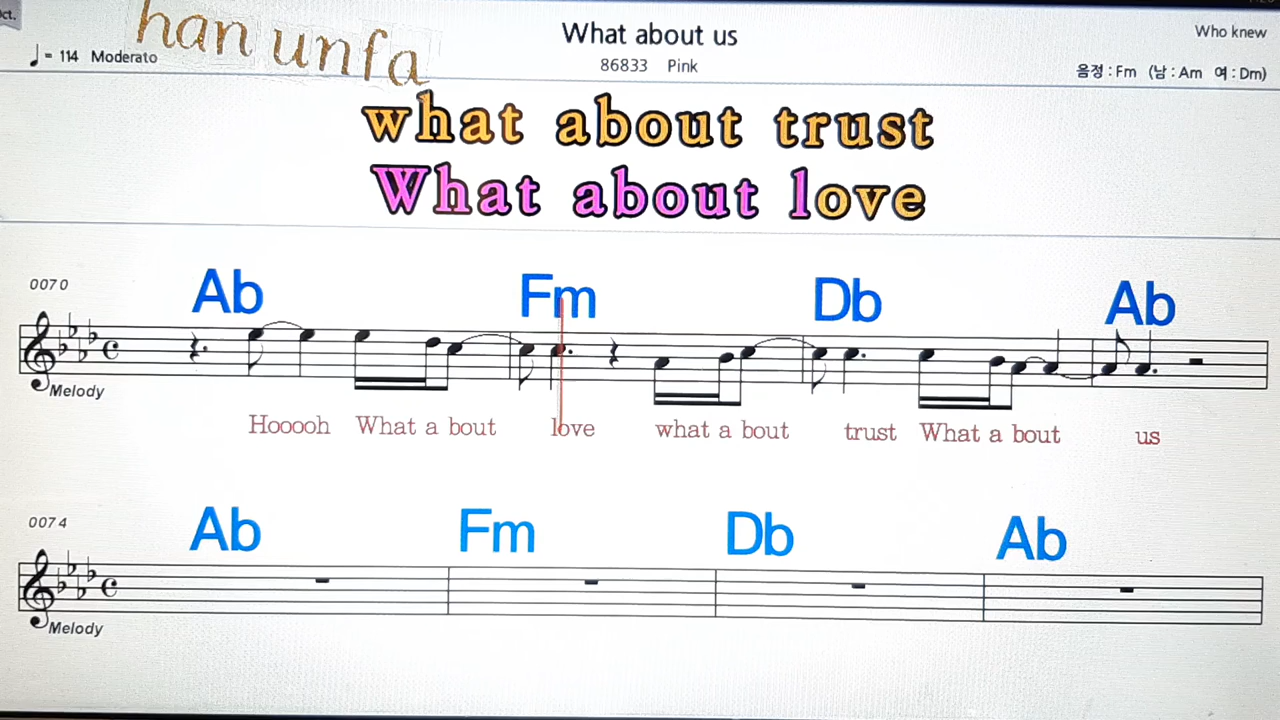 ct.
han unfa
What about us
Who knew
♩= 114 Moderato
86833 Pink
음정 : Fm (남 : Am 여 : Dm)
what about trust
What about love
0070
Ab Fm Db Ab
Melody
Hooooh What a bout love what a bout trust What a bout us
0074
Ab Fm Db Ab
Melody